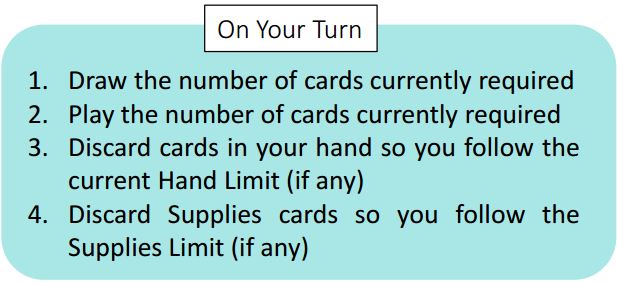 On Your Turn
1. Draw the number of cards currently required
2. Play the number of cards currently required
3. Discard cards in your hand so you follow the
current Hand Limit (if any)
4. Discard Supplies cards so you follow the
Supplies Limit (if any)